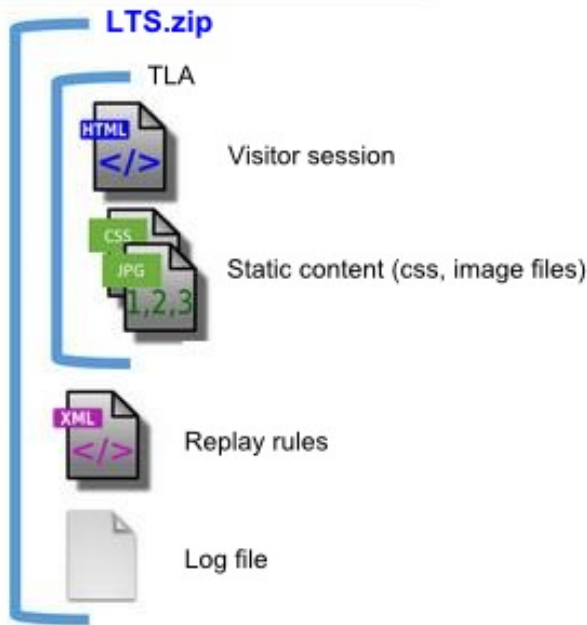 LTS.zip
TLA
HTML
</>
Visitor session
CSS
JPG
1,2,3
Static content (css, image files)
XML
</>
Replay rules
Log file